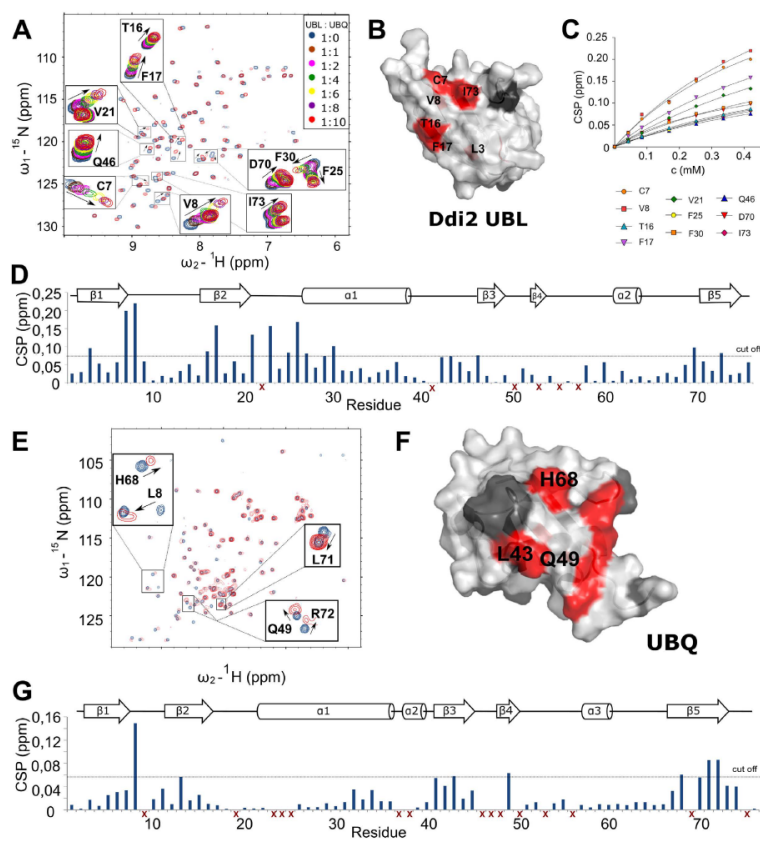 A
T16
F17
V21
Q46
C7
V8
D70
F30
F25
I73
UBL : UBQ
1:0
1:1
1:2
1:4
1:6
1:8
1:10
105
110
115
120
125
130
ω₁ - ¹⁵N (ppm)
9
8
7
6
ω₂ - ¹H (ppm)
B
C7
V8
I73
T16
F17
L3
Ddi2 UBL
C
CSP (ppm)
0.22
0.20
0.15
0.10
0.05
0.00
0.1
0.2
0.3
0.4
c (mM)
C7
V8
T16
F17
V21
F25
F30
Q46
D70
I73
D
β1
β2
α1
β3
β4
α2
β5
CSP (ppm)
0,25
0,20
0,15
0,10
0,05
0
cut off
x x x x x x
10 20 30 40 50 60 70
Residue
E
H68
L8
L71
Q49
R72
105
110
115
120
125
ω₁ - ¹⁵N (ppm)
ω₂ - ¹H (ppm)
F
H68
L43
Q49
UBQ
G
β1
β2
α1
α2
β3
β4
α3
β5
CSP (ppm)
0,16
0,12
0,08
0,04
0
cut off
x x x x x x x x x x x x x x x x
10 20 30 40 50 60 70
Residue